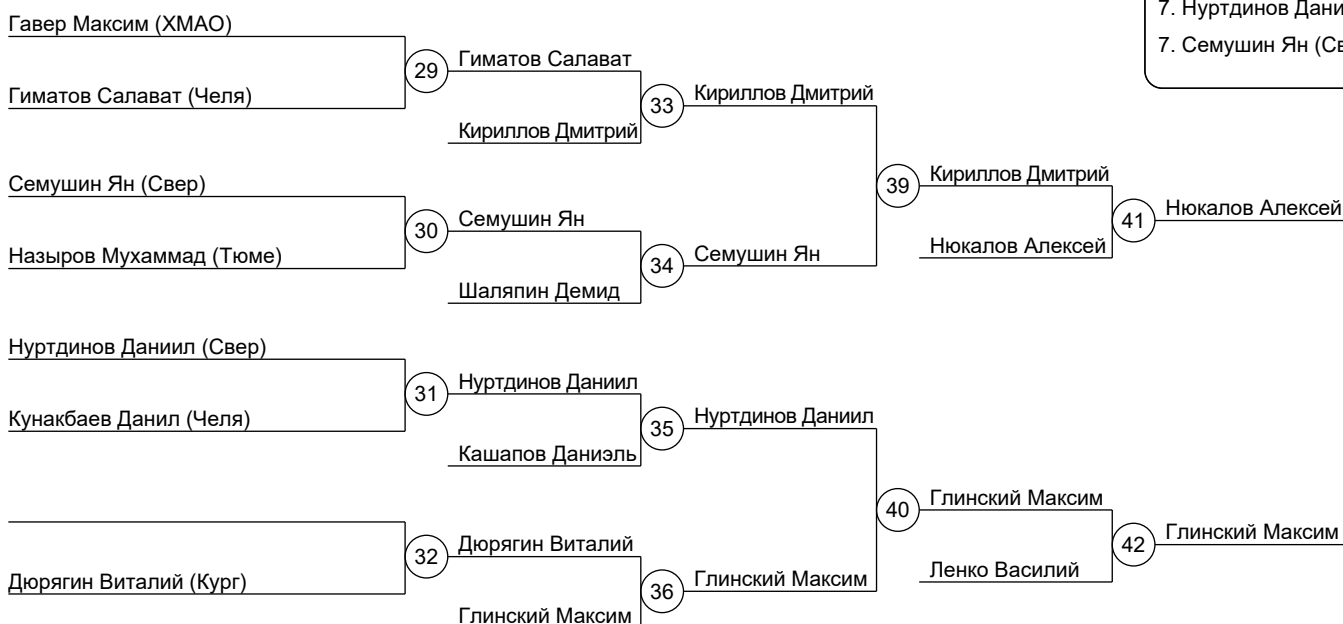 Гавер Максим (ХМАО)
29
Гиматов Салават
Гиматов Салават (Челя)
33
Кириллов Дмитрий
Кириллов Дмитрий
Семушин Ян (Свер)
30
Семушин Ян
Назыров Мухаммад (Тюме)
34
Семушин Ян
Шаляпин Демид
39
Кириллов Дмитрий
41
Нюкалов Алексей
Нюкалов Алексей
Нуртдинов Даниил (Свер)
31
Нуртдинов Даниил
Кунакбаев Данил (Челя)
35
Нуртдинов Даниил
Кашапов Даниэль
32
Дюрягин Виталий
Дюрягин Виталий (Кург)
36
Глинский Максим
Глинский Максим
40
Глинский Максим
42
Глинский Максим
Ленко Василий
7. Нуртдинов Дани
7. Семушин Ян (Св